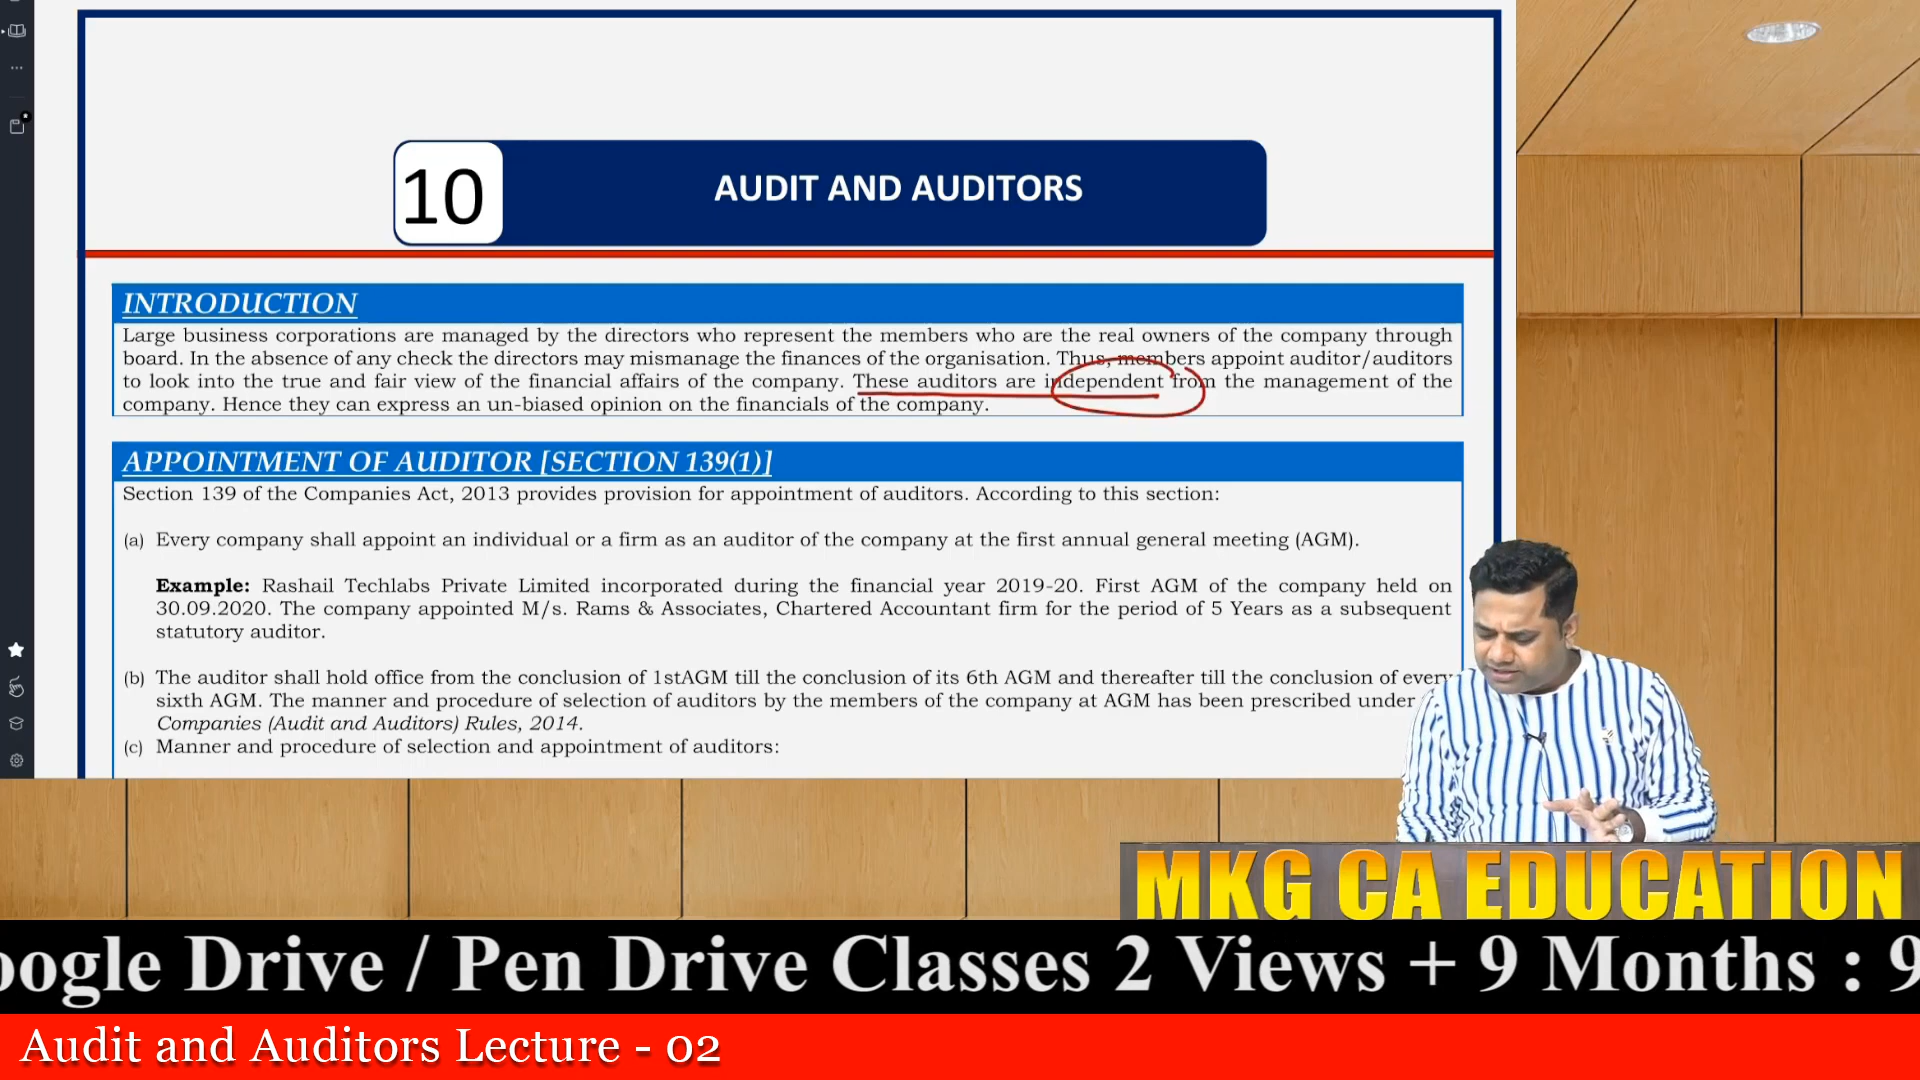 10
AUDIT AND AUDITORS
INTRODUCTION
Large business corporations are managed by the directors who represent the members who are the real owners of the company through
board. In the absence of any check the directors may mismanage the finances of the organisation. Thus, members appoint auditor/auditors
to look into the true and fair view of the financial affairs of the company. These auditors are independent from the management of the
company. Hence they can express an un-biased opinion on the financials of the company.
APPOINTMENT OF AUDITOR [SECTION 139(1)]
Section 139 of the Companies Act, 2013 provides provision for appointment of auditors. According to this section:
(a) Every company shall appoint an individual or a firm as an auditor of the company at the first annual general meeting (AGM).
Example: Rashail Techlabs Private Limited incorporated during the financial year 2019-20. First AGM of the company held on
30.09.2020. The company appointed M/s. Rams & Associates, Chartered Accountant firm for the period of 5 Years as a subsequent
statutory auditor.
(b) The auditor shall hold office from the conclusion of 1stAGM till the conclusion of its 6th AGM and thereafter till the conclusion of every
sixth AGM. The manner and procedure of selection of auditors by the members of the company at AGM has been prescribed under
Companies (Audit and Auditors) Rules, 2014.
(c) Manner and procedure of selection and appointment of auditors:
MKG CA EDUCATION
oogle Drive / Pen Drive Classes 2 Views + 9 Months : 9
Audit and Auditors Lecture - 02